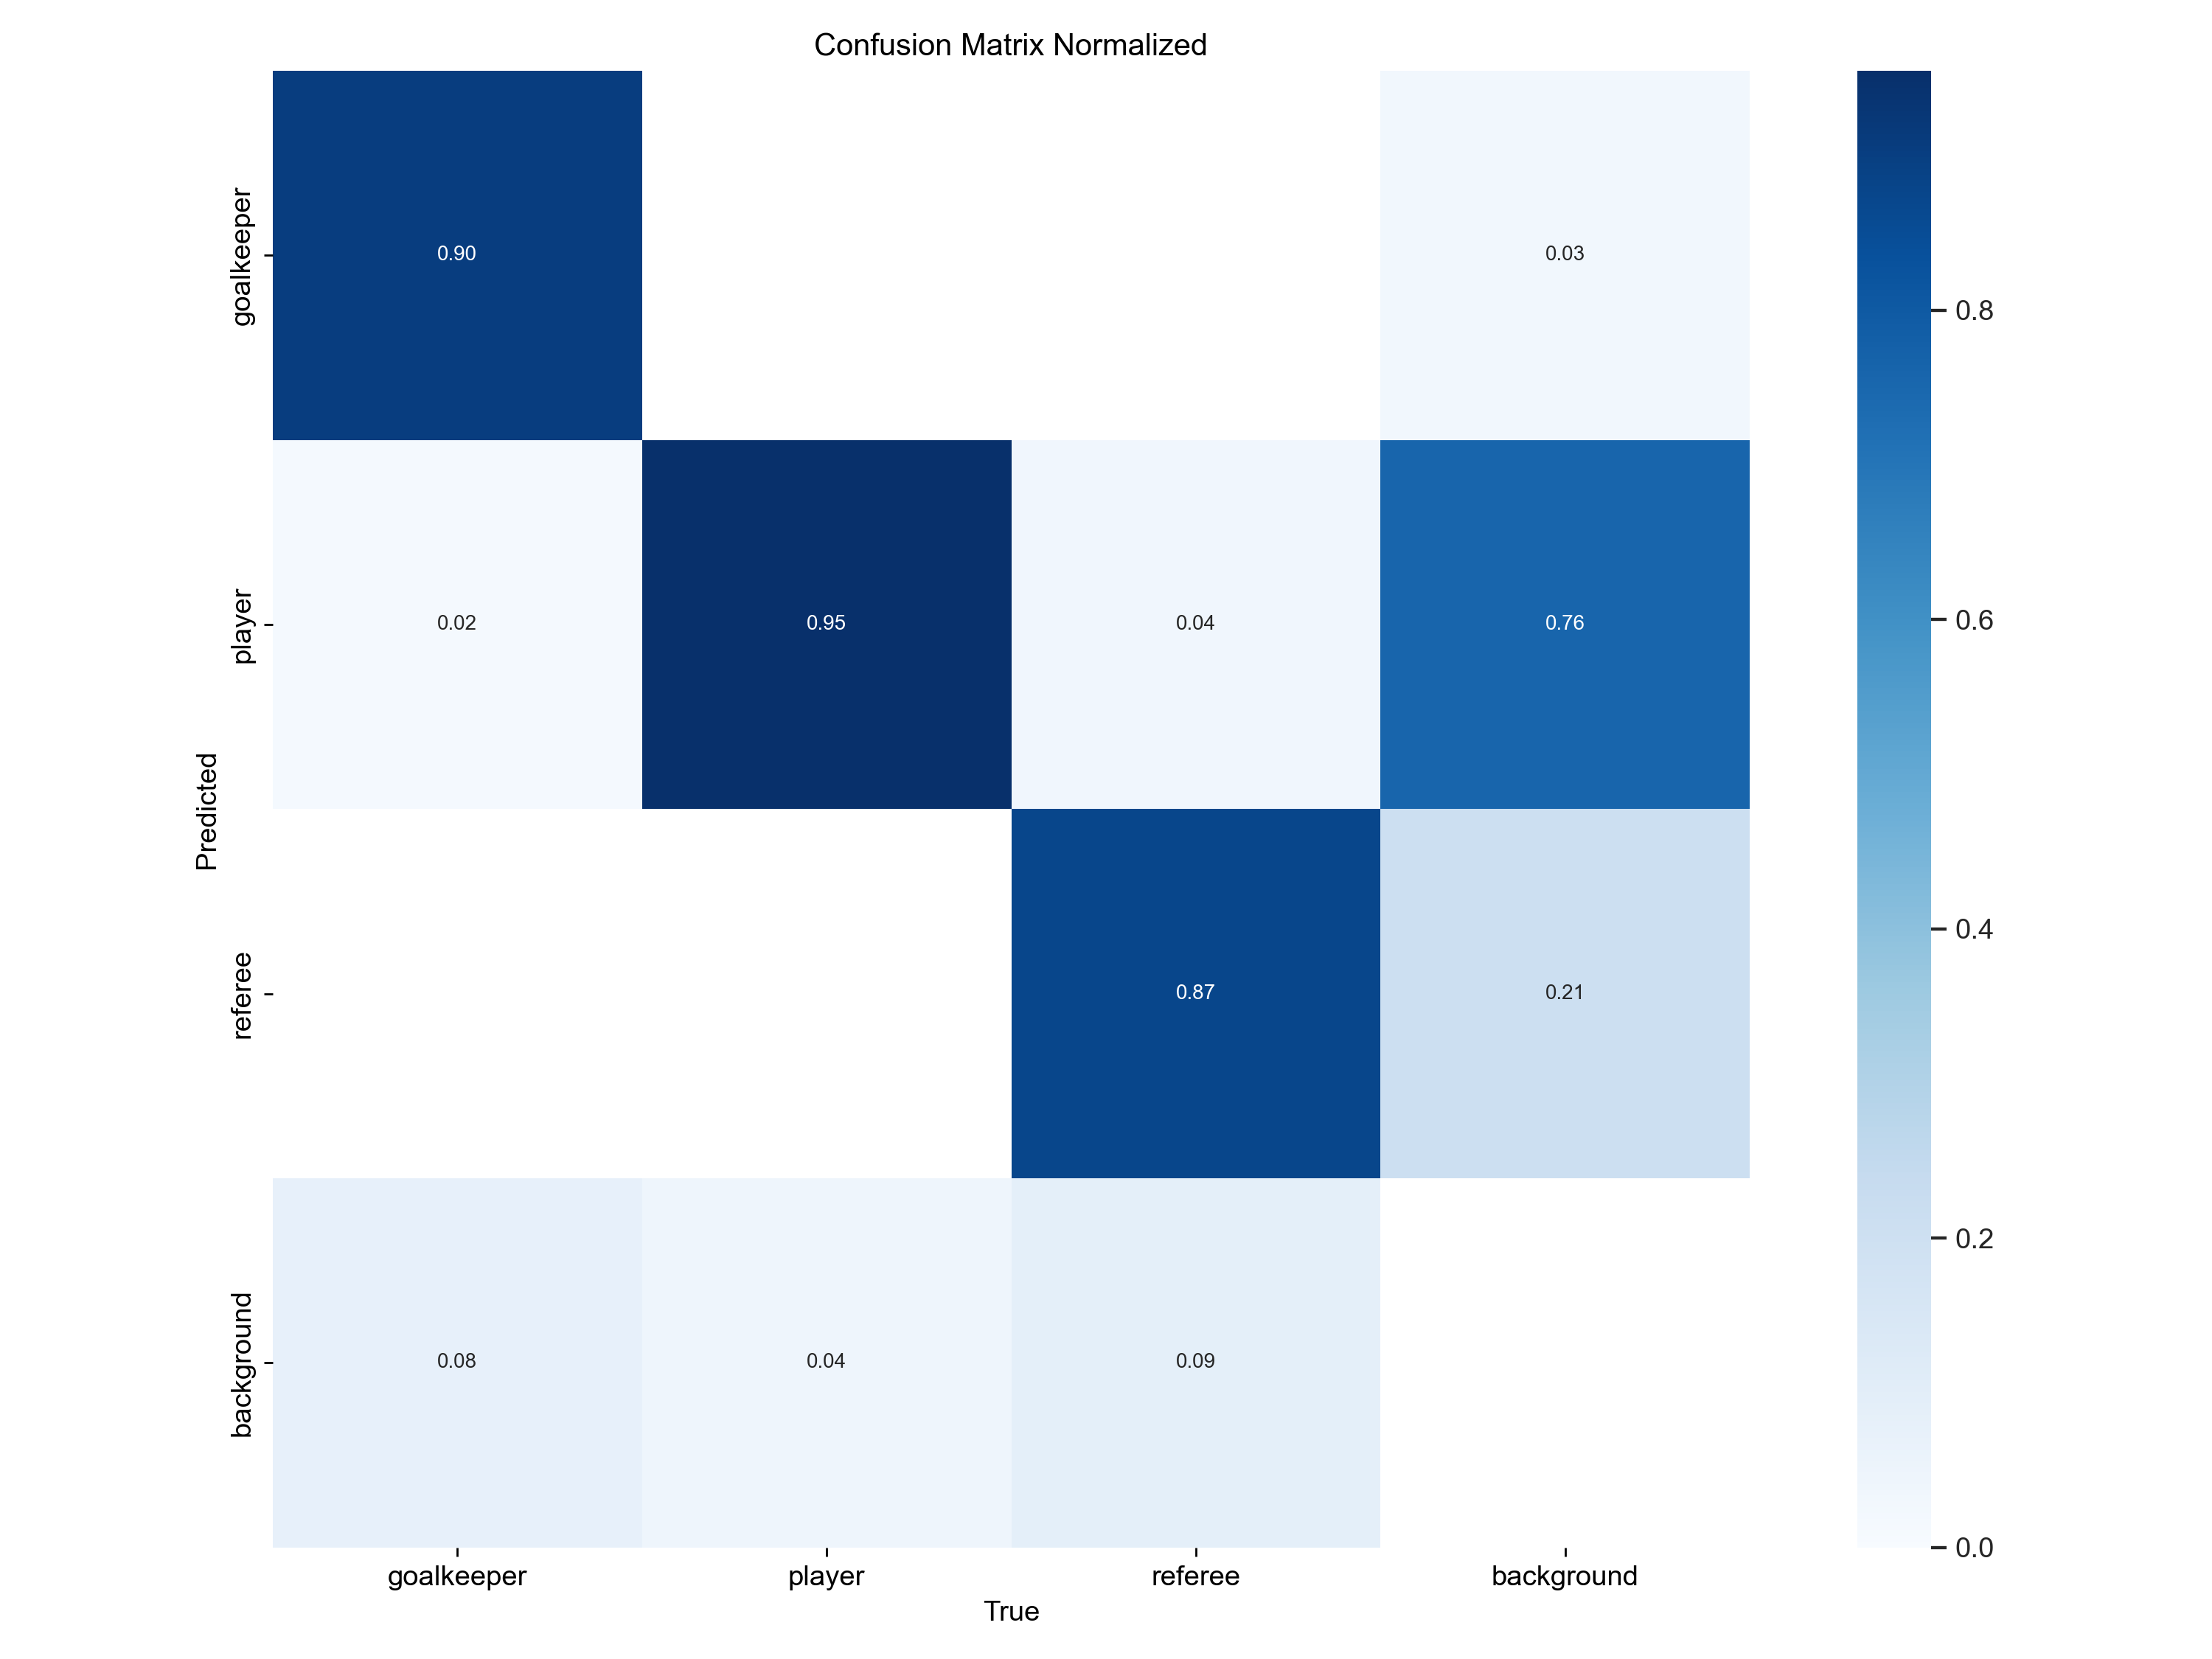 Confusion Matrix Normalized
goalkeeper
0.90
0.03
player
0.02
0.95
0.04
0.76
referee
0.87
0.21
background
0.08
0.04
0.09
Predicted
goalkeeper
player
referee
background
True
0.8
0.6
0.4
0.2
0.0